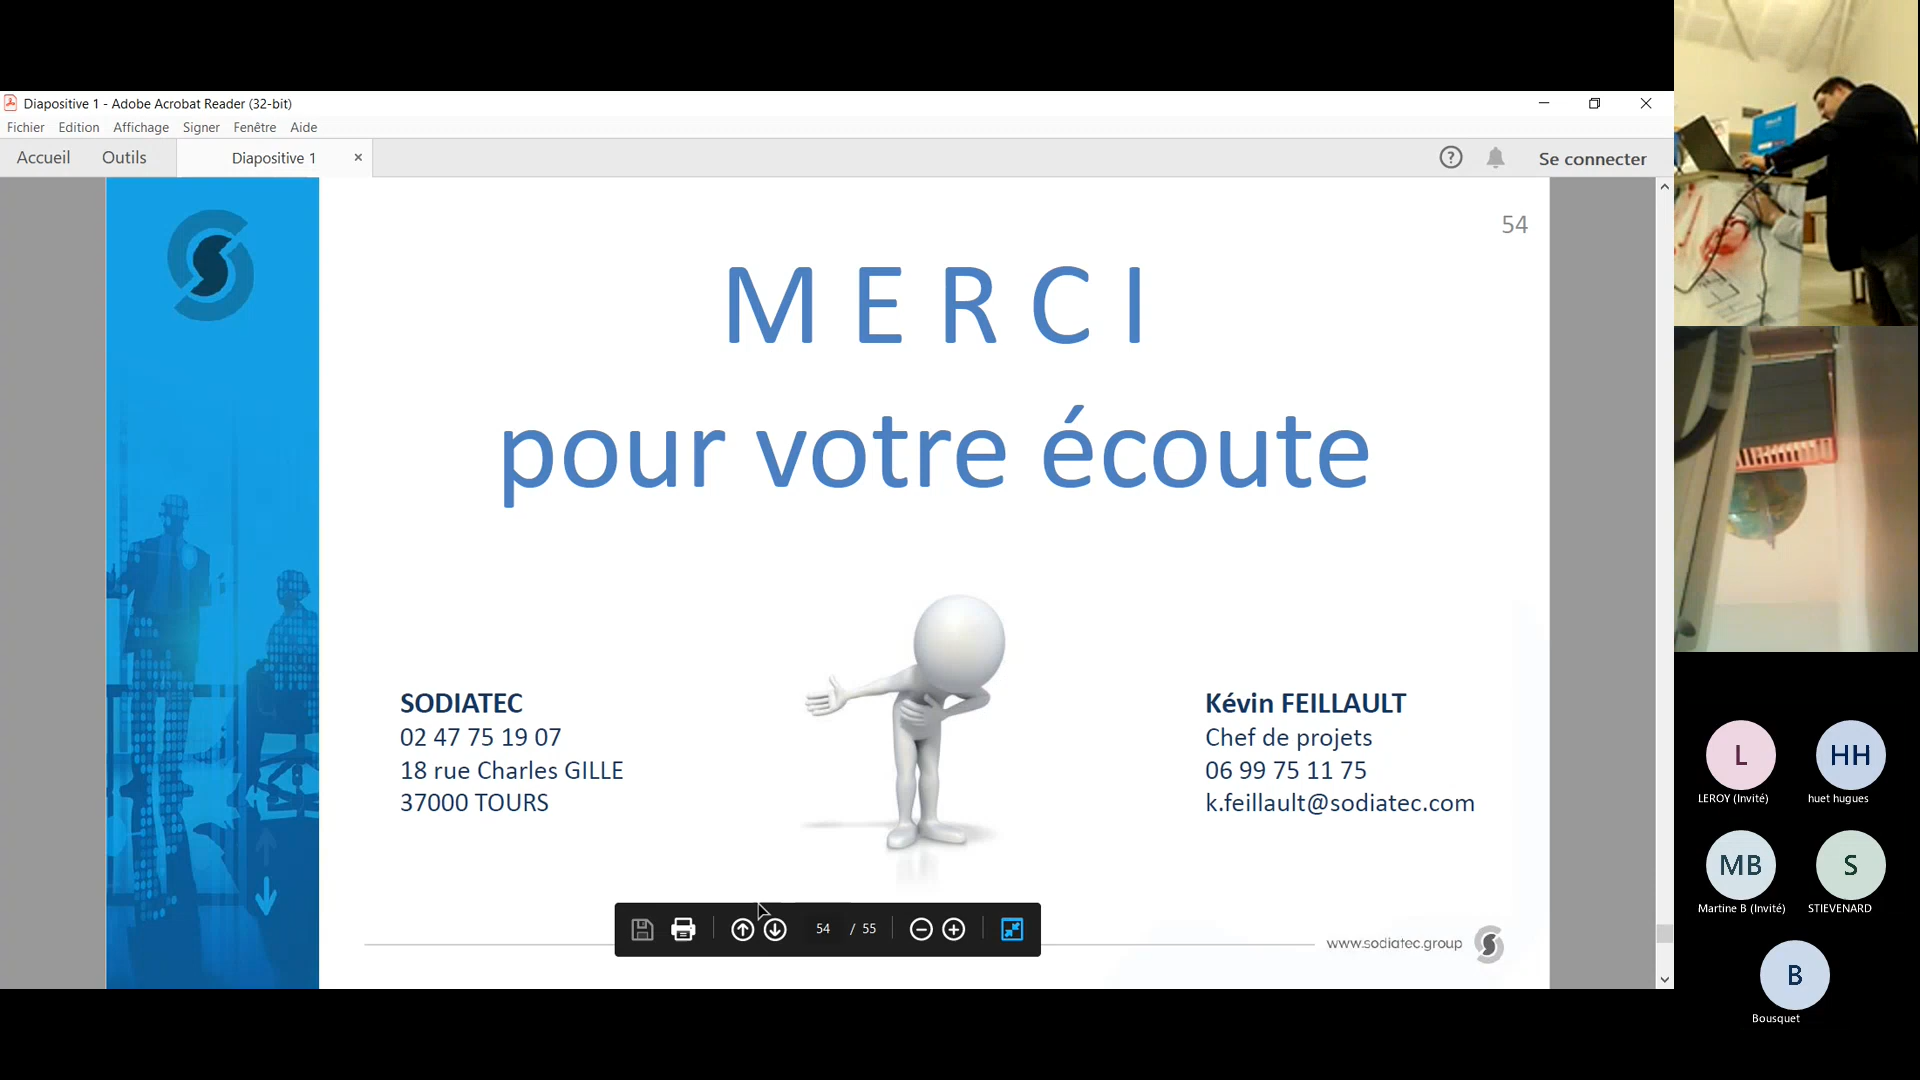 Diapositive 1 - Adobe Acrobat Reader (32-bit)
Fichier Edition Affichage Signer Fenêtre Aide
Accueil Outils Diapositive 1 Se connecter
54
MERCI
pour votre écoute
SODIATEC
02 47 75 19 07
18 rue Charles GILLE
37000 TOURS
Kévin FEILLAULT
Chef de projets
06 99 75 11 75
k.feillault@sodiatec.com
54 / 55
www.sodiatec.group
L
LEROY (Invité)
HH
huet hugues
MB
Martine B (Invité)
S
STIEVENARD
B
Bousquet